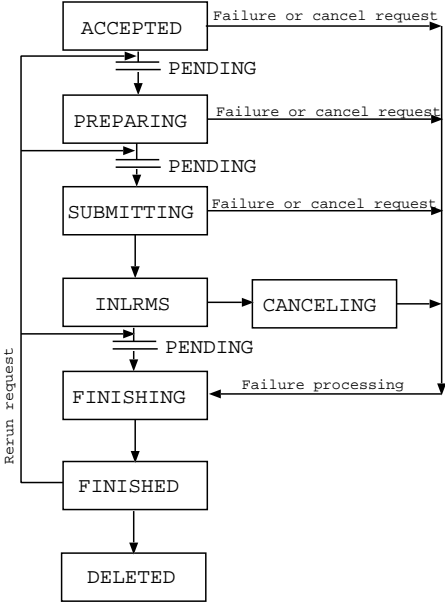 ACCEPTED
Failure or cancel request
PENDING
PREPARING
Failure or cancel request
PENDING
SUBMITTING
Failure or cancel request
INLRMS
CANCELING
PENDING
Rerun request
FINISHING
Failure processing
FINISHED
DELETED